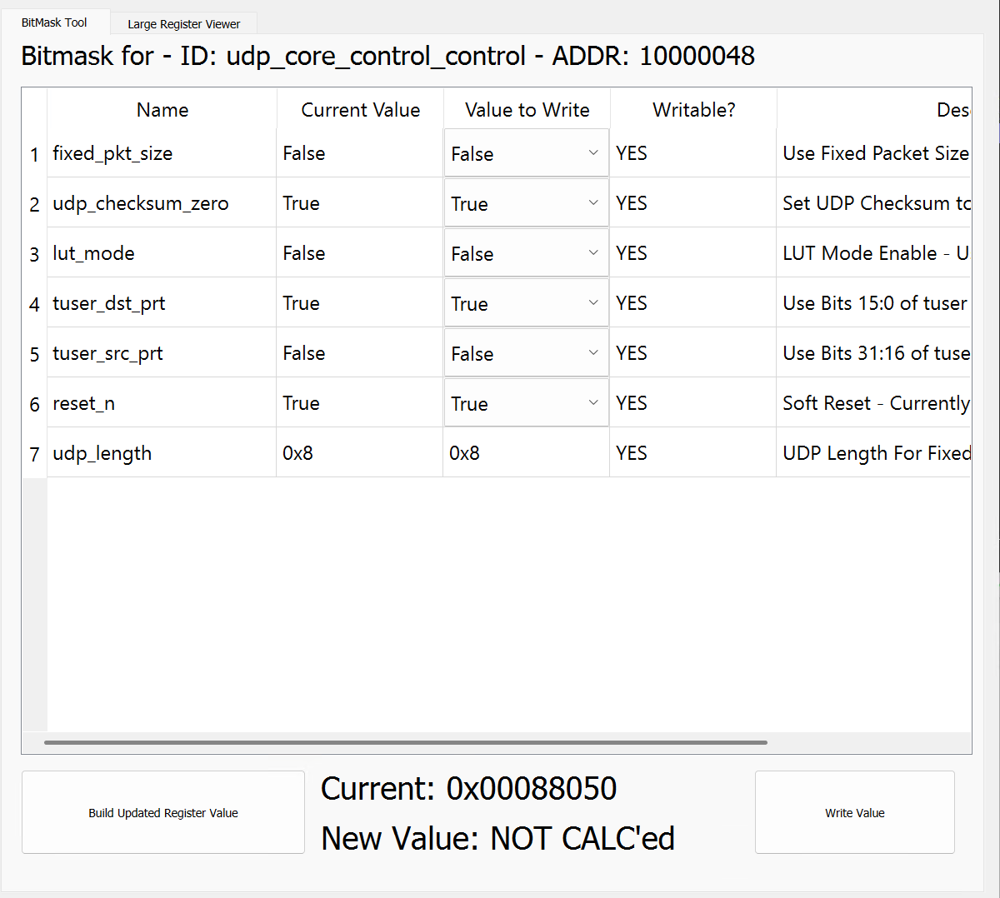 BitMask Tool Large Register Viewer
Bitmask for - ID: udp_core_control_control - ADDR: 10000048
Name Current Value Value to Write Writable? Des
1 fixed_pkt_size False False YES Use Fixed Packet Size
2 udp_checksum_zero True True YES Set UDP Checksum to
3 lut_mode False False YES LUT Mode Enable - U
4 tuser_dst_prt True True YES Use Bits 15:0 of tuser
5 tuser_src_prt False False YES Use Bits 31:16 of tuse
6 reset_n True True YES Soft Reset - Currently
7 udp_length 0x8 0x8 YES UDP Length For Fixed
Build Updated Register Value
Current: 0x00088050
New Value: NOT CALC'ed
Write Value